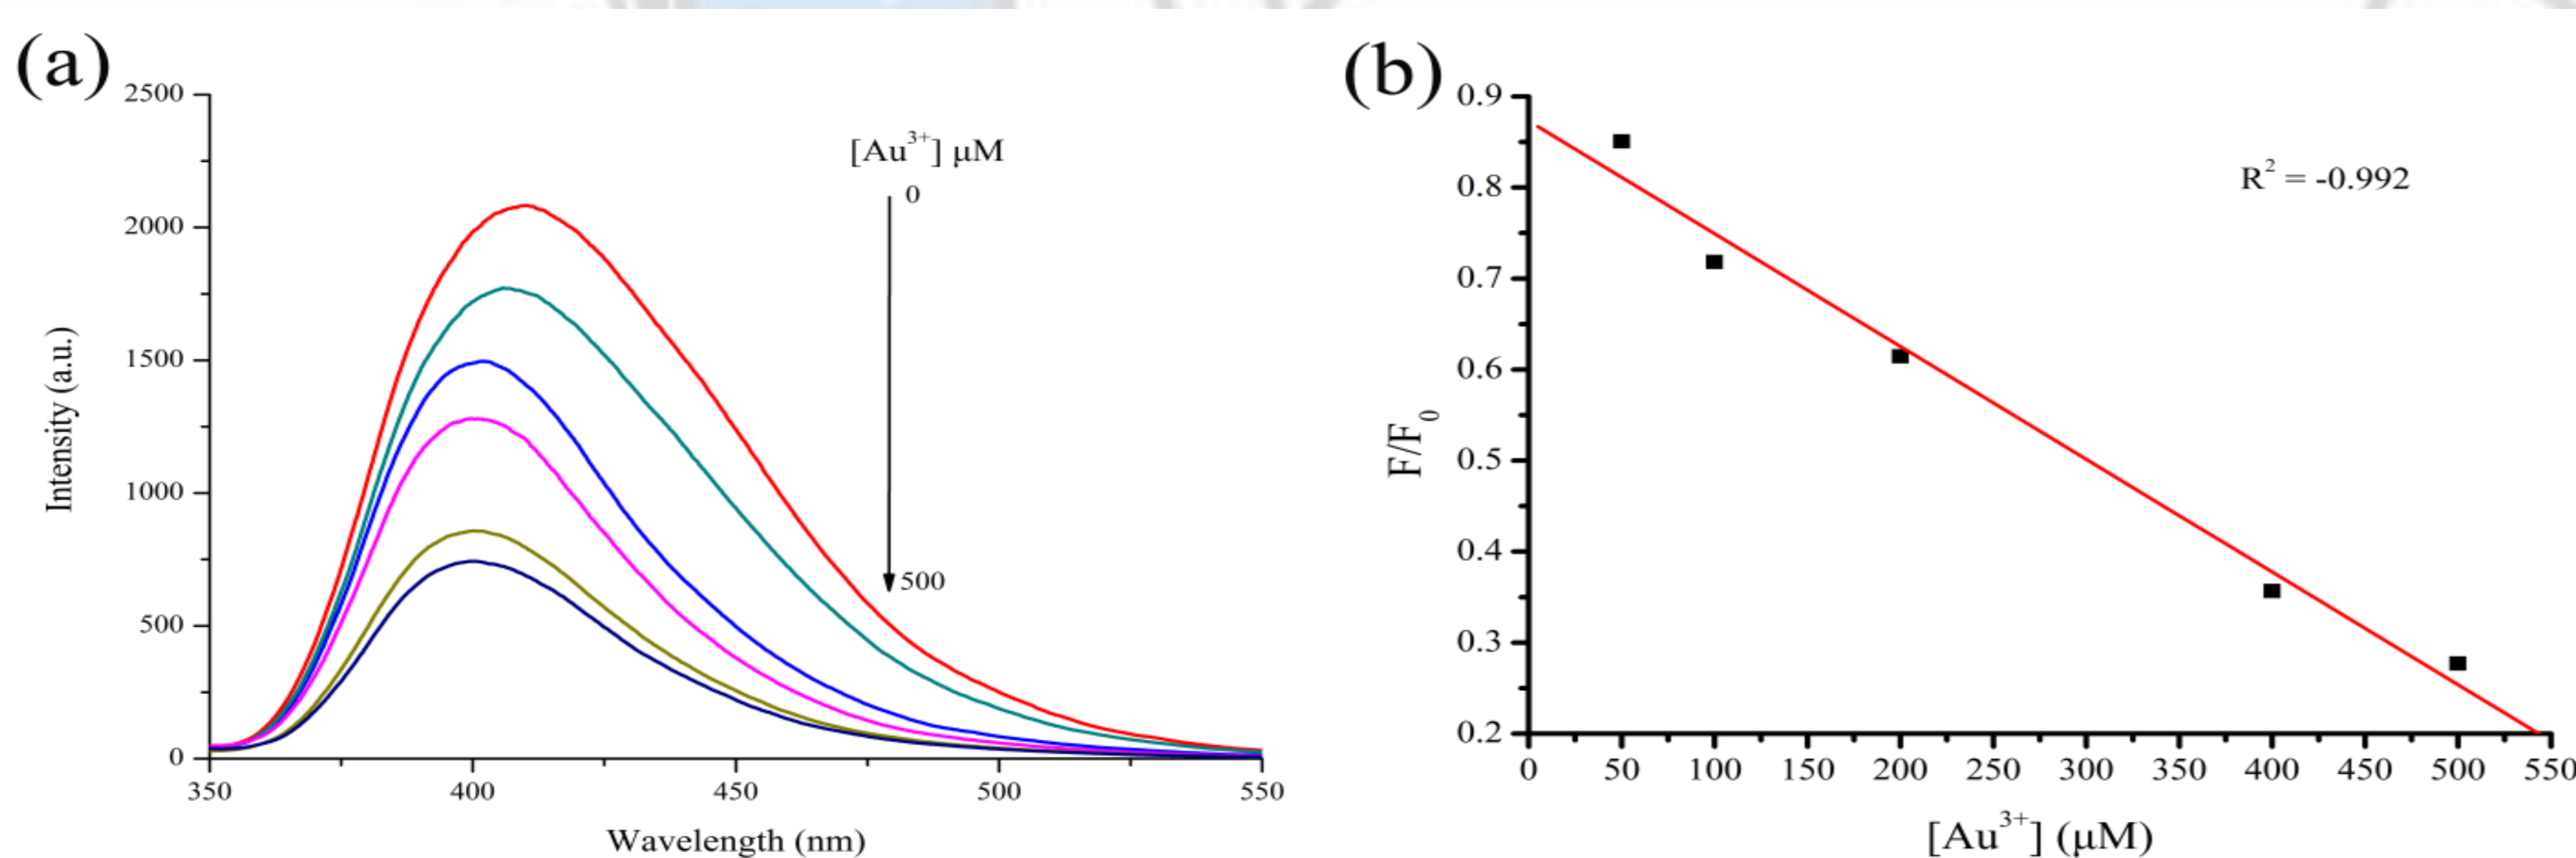 (a)
2500
2000
1500
1000
500
0
350 400 450 500 550
Intensity (a.u.)
Wavelength (nm)
[Au³⁺] μM
0
500
(b)
0.9
0.8
0.7
0.6
0.5
0.4
0.3
0.2
0 50 100 150 200 250 300 350 400 450 500 550
F/F₀
[Au³⁺] (μM)
R² = -0.992